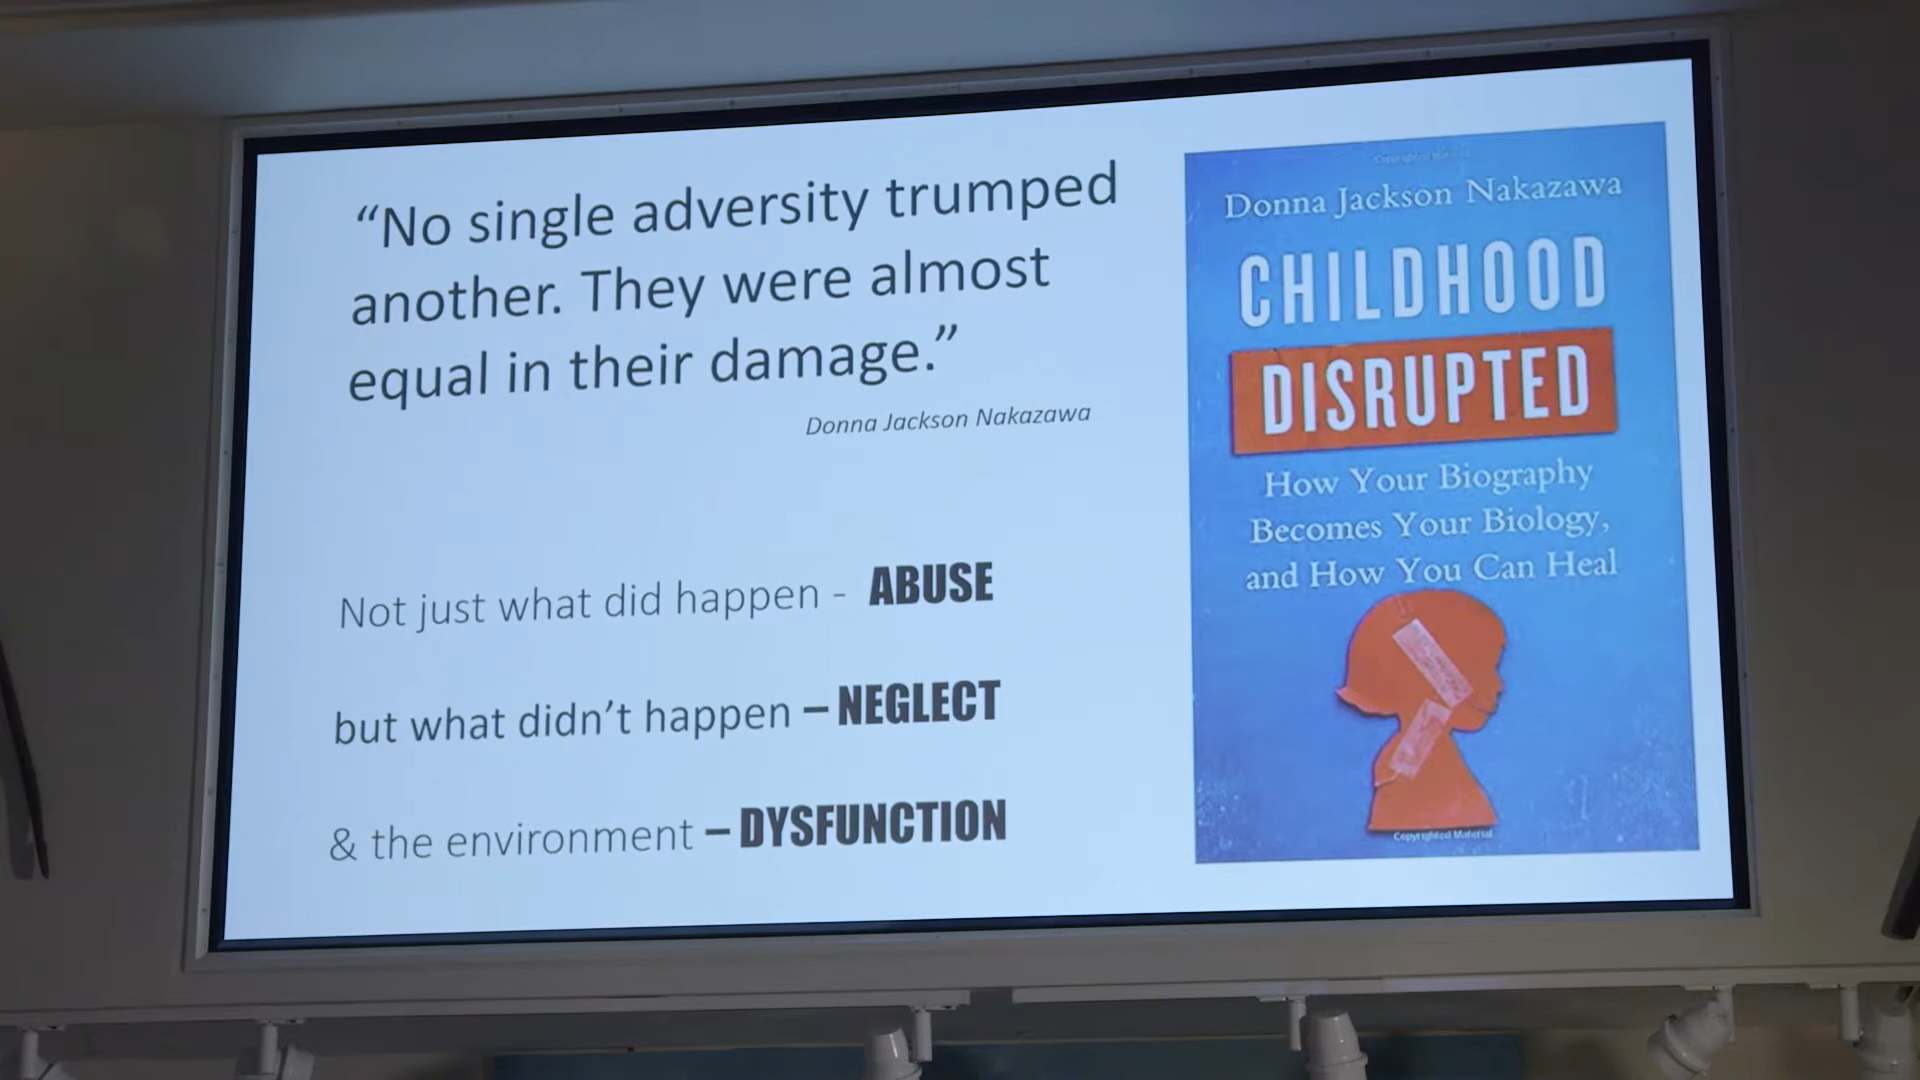 “No single adversity trumped
another. They were almost
equal in their damage.”
Donna Jackson Nakazawa
Not just what did happen - ABUSE
but what didn’t happen – NEGLECT
& the environment – DYSFUNCTION
Copyrighted Material
Donna Jackson Nakazawa
CHILDHOOD
DISRUPTED
How Your Biography
Becomes Your Biology,
and How You Can Heal
Copyrighted Material